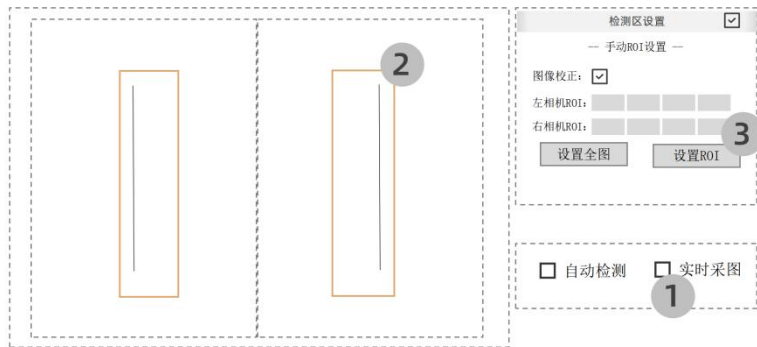 2
检测区设置
-- 手动ROI设置 --
图像校正：
左相机ROI：
右相机ROI：
3
设置全图 设置ROI
自动检测 实时采图
1